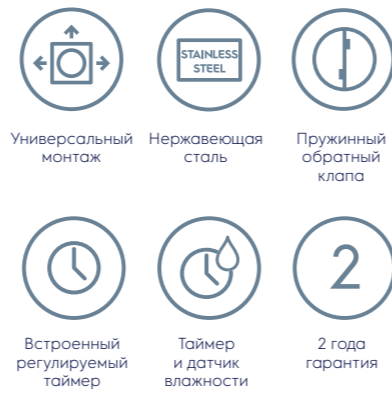 STAINLESS
STEEL
Универсальный
монтаж
Нержавеющая
сталь
Пружинный
обратный
клапа
2
Встроенный
регулируемый
таймер
Таймер
и датчик
влажности
2 года
гарантия